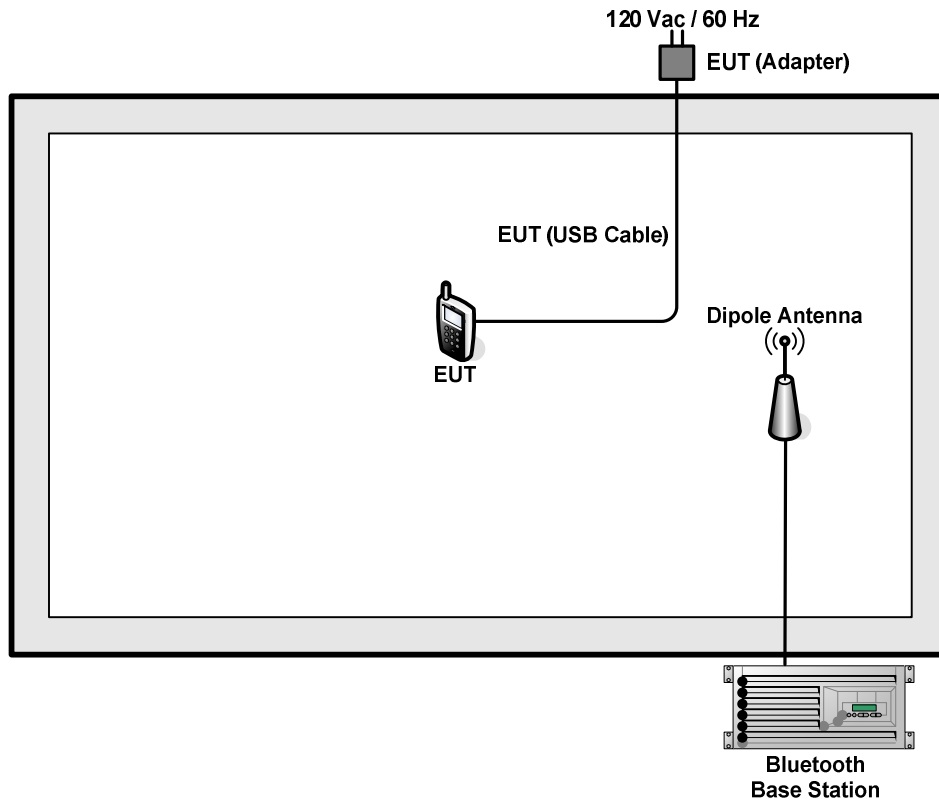 120 Vac / 60 Hz
EUT (Adapter)
EUT (USB Cable)
Dipole Antenna
EUT
Bluetooth
Base Station